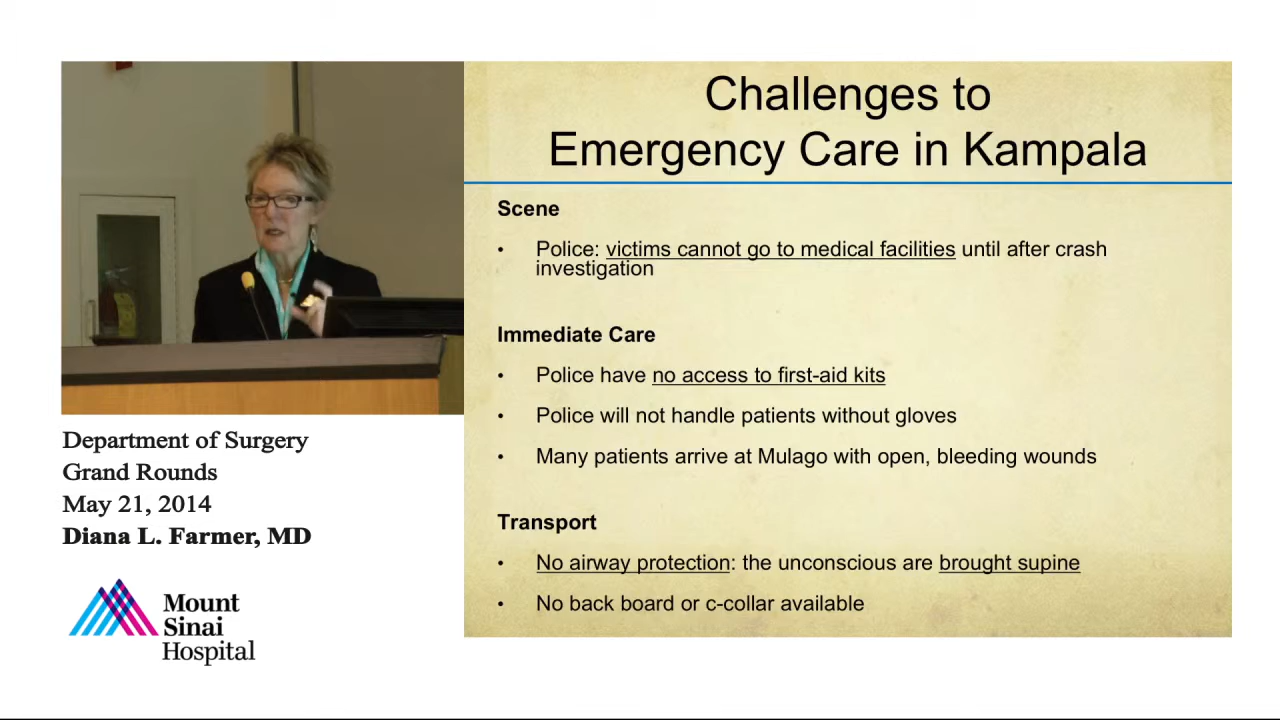 Challenges to
Emergency Care in Kampala
Scene
• Police: victims cannot go to medical facilities until after crash
investigation
Immediate Care
• Police have no access to first-aid kits
• Police will not handle patients without gloves
• Many patients arrive at Mulago with open, bleeding wounds
Transport
• No airway protection: the unconscious are brought supine
• No back board or c-collar available
Department of Surgery
Grand Rounds
May 21, 2014
Diana L. Farmer, MD
Mount
Sinai
Hospital